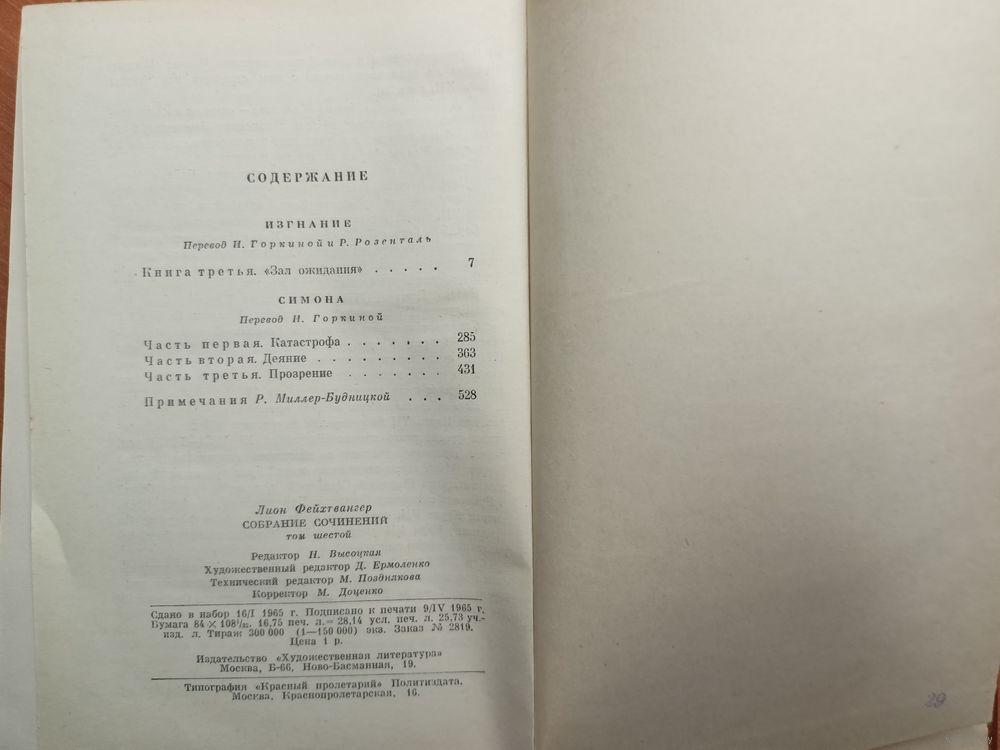 СОДЕРЖАНИЕ
ИЗГНАНИЕ
Перевод И. Горкиной и Р. Розенталь
Книга третья. «Зал ожидания» . . . . . 7
СИМОНА
Перевод И. Горкиной
Часть первая. Катастрофа . . . . . . . 285
Часть вторая. Деяние . . . . . . . . . 363
Часть третья. Прозрение . . . . . . . 431
Примечания Р. Миллер-Будницкой . . . 528
Лион Фейхтвангер
СОБРАНИЕ СОЧИНЕНИЙ
том шестой
Редактор Н. Высоцкая
Художественный редактор Д. Ермоленко
Технический редактор М. Позднякова
Корректор М. Доценко
Сдано в набор 16/I 1965 г. Подписано к печати 9/IV 1965 г.
Бумага 84 × 108¹/₃₂. 16,75 печ. л.= 28,14 усл. печ. л. 25,73 уч.-
изд. л. Тираж 300 000 (1—150 000) экз. Заказ № 2819.
Цена 1 р.
Издательство «Художественная литература»
Москва, Б-66, Ново-Басманная, 19.
Типография «Красный пролетарий» Политиздата.
Москва, Краснопролетарская, 16.
29